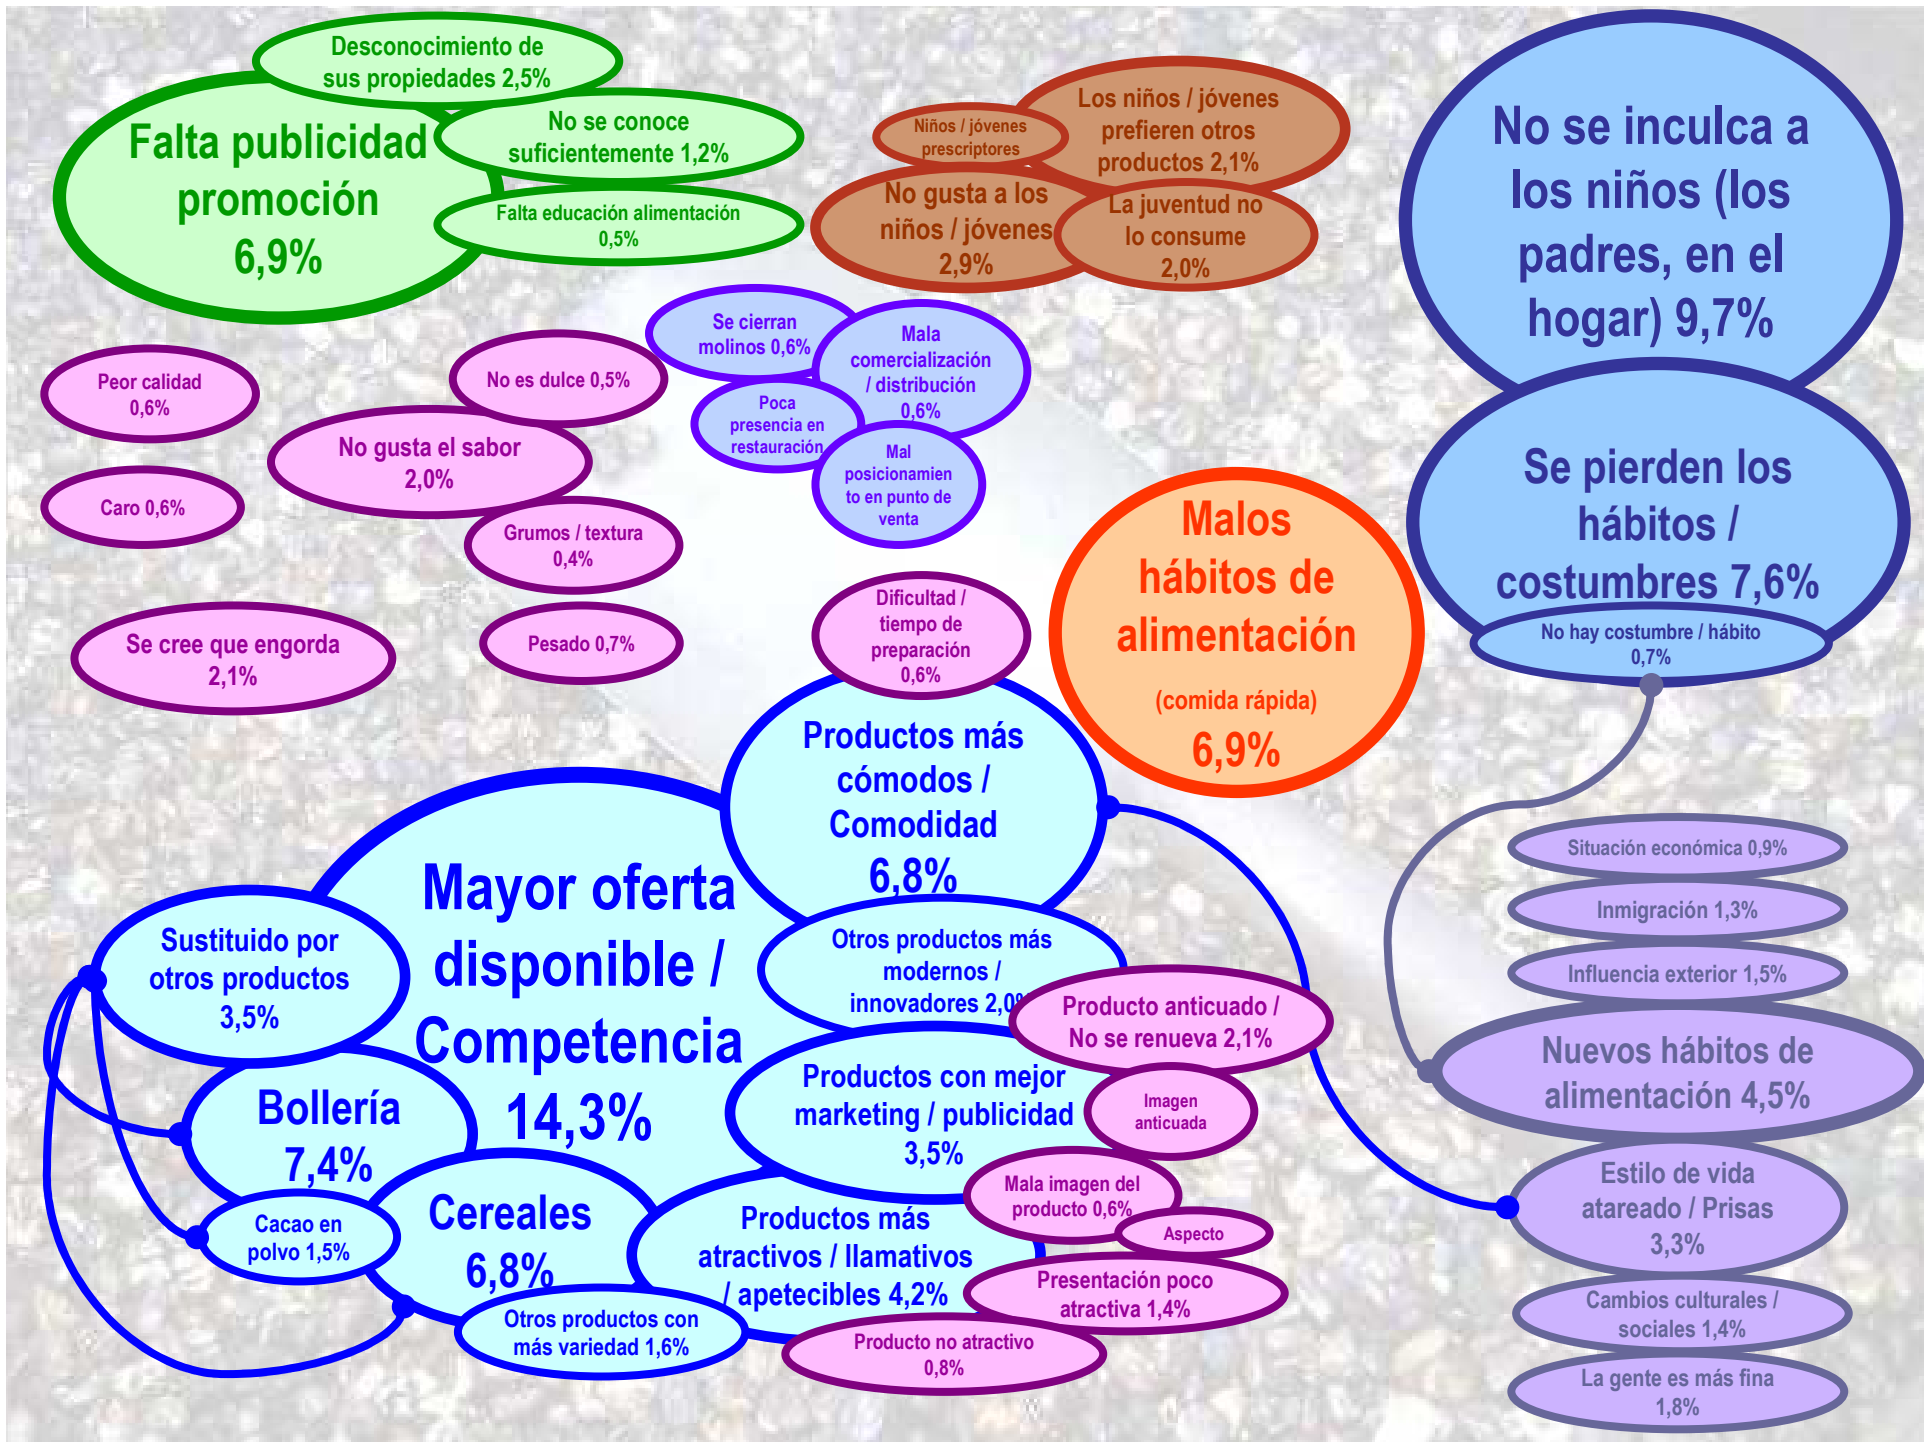 Desconocimiento de
sus propiedades 2,5%
Falta publicidad
promoción
6,9%
No se conoce
suficientemente 1,2%
Falta educación alimentación
0,5%
Niños / jóvenes
prescriptores
Los niños / jóvenes
prefieren otros
productos 2,1%
No gusta a los
niños / jóvenes
2,9%
La juventud no
lo consume
2,0%
No se inculca a
los niños (los
padres, en el
hogar) 9,7%
Se pierden los
hábitos /
costumbres 7,6%
No hay costumbre / hábito
0,7%
Se cierran
molinos 0,6%
Mala
comercialización
/ distribución
0,6%
Poca
presencia en
restauración
Mal
posicionamien
to en punto de
venta
Peor calidad
0,6%
No es dulce 0,5%
No gusta el sabor
2,0%
Caro 0,6%
Grumos / textura
0,4%
Se cree que engorda
2,1%
Pesado 0,7%
Dificultad /
tiempo de
preparación
0,6%
Malos
hábitos de
alimentación
(comida rápida)
6,9%
Productos más
cómodos /
Comodidad
6,8%
Mayor oferta
disponible /
Competencia
14,3%
Sustituido por
otros productos
3,5%
Otros productos más
modernos /
innovadores 2,0%
Producto anticuado /
No se renueva 2,1%
Productos con mejor
marketing / publicidad
3,5%
Imagen
anticuada
Bollería
7,4%
Cacao en
polvo 1,5%
Cereales
6,8%
Productos más
atractivos / llamativos
/ apetecibles 4,2%
Mala imagen del
producto 0,6%
Aspecto
Presentación poco
atractiva 1,4%
Otros productos con
más variedad 1,6%
Producto no atractivo
0,8%
Situación económica 0,9%
Inmigración 1,3%
Influencia exterior 1,5%
Nuevos hábitos de
alimentación 4,5%
Estilo de vida
atareado / Prisas
3,3%
Cambios culturales /
sociales 1,4%
La gente es más fina
1,8%